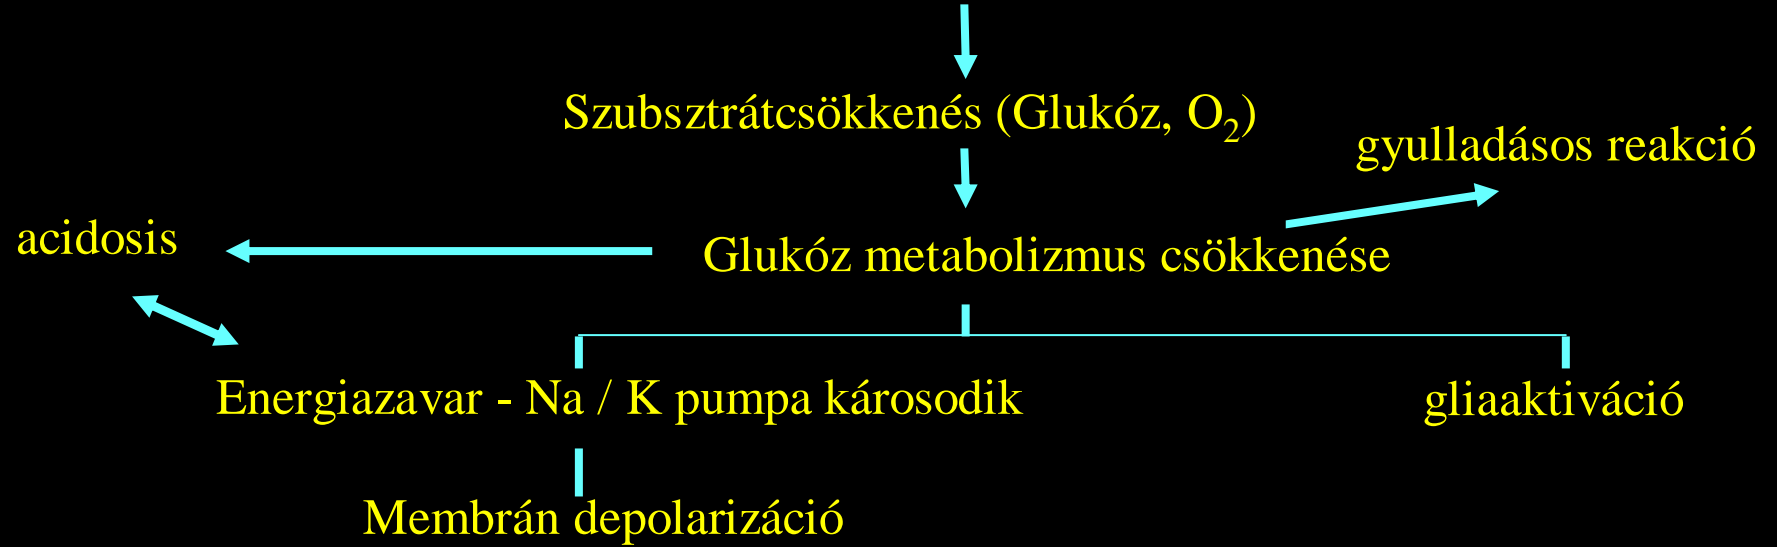 Szubsztrátcsökkenés (Glukóz, O₂)
gyulladásos reakció
acidosis
Glukóz metabolizmus csökkenése
Energiazavar - Na / K pumpa károsodik
gliaaktiváció
Membrán depolarizáció